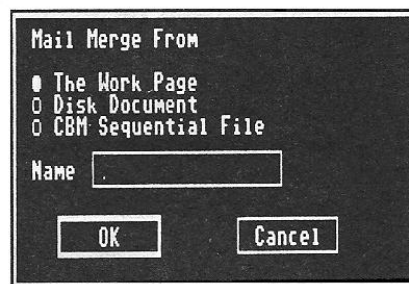 Mail Merge From
The Work Page
Disk Document
CBM Sequential File
Name
OK
Cancel